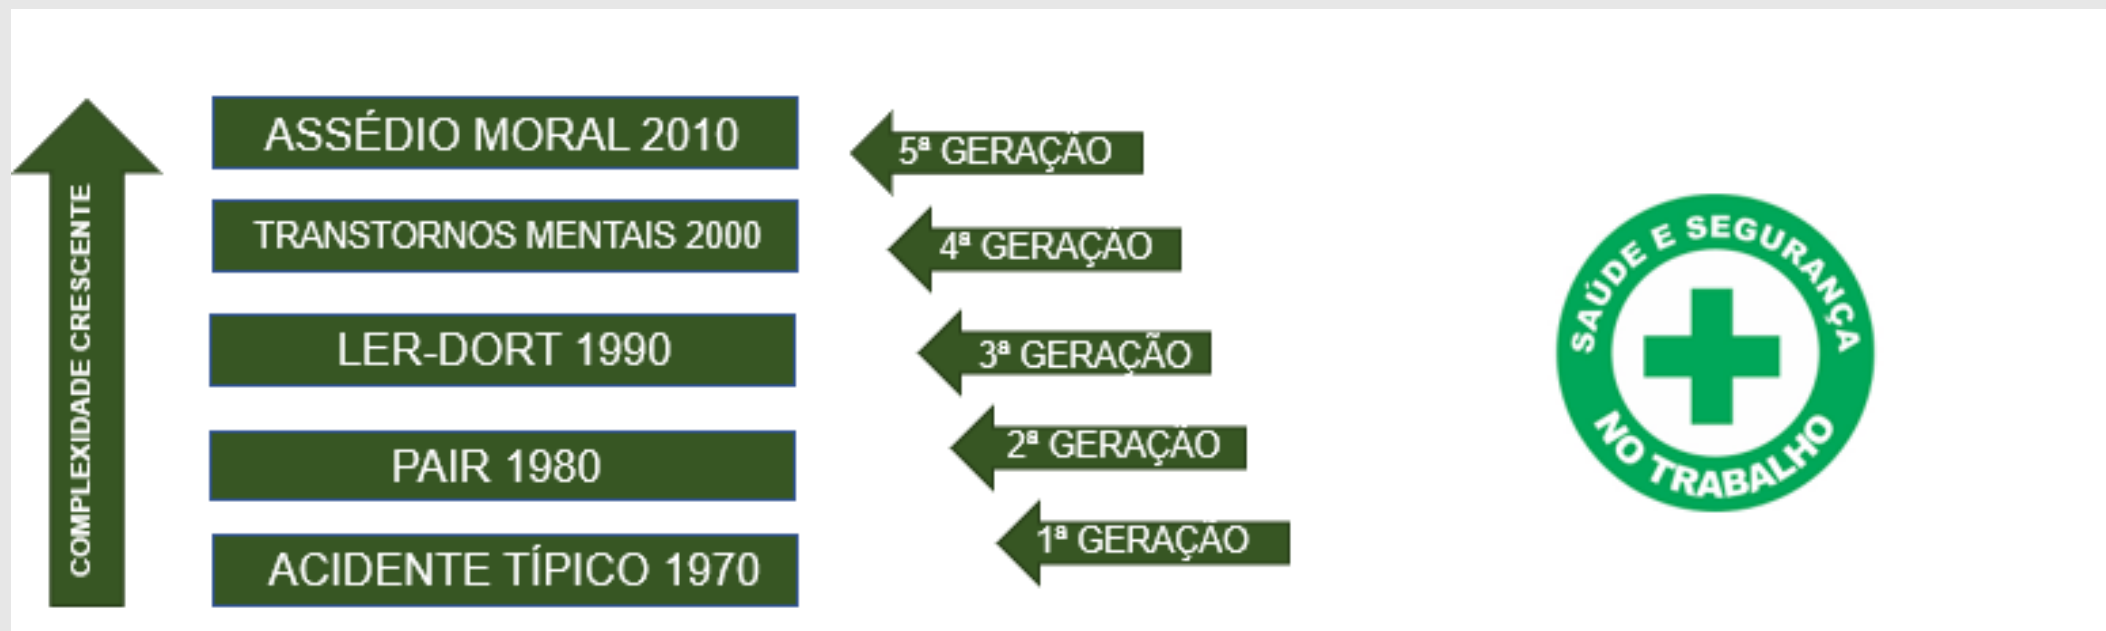 COMPLEXIDADE CRESCENTE
ASSÉDIO MORAL 2010
5ª GERAÇÃO
TRANSTORNOS MENTAIS 2000
4ª GERAÇÃO
LER-DORT 1990
3ª GERAÇÃO
PAIR 1980
2ª GERAÇÃO
ACIDENTE TÍPICO 1970
1ª GERAÇÃO
SAÚDE E SEGURANÇA
NO TRABALHO